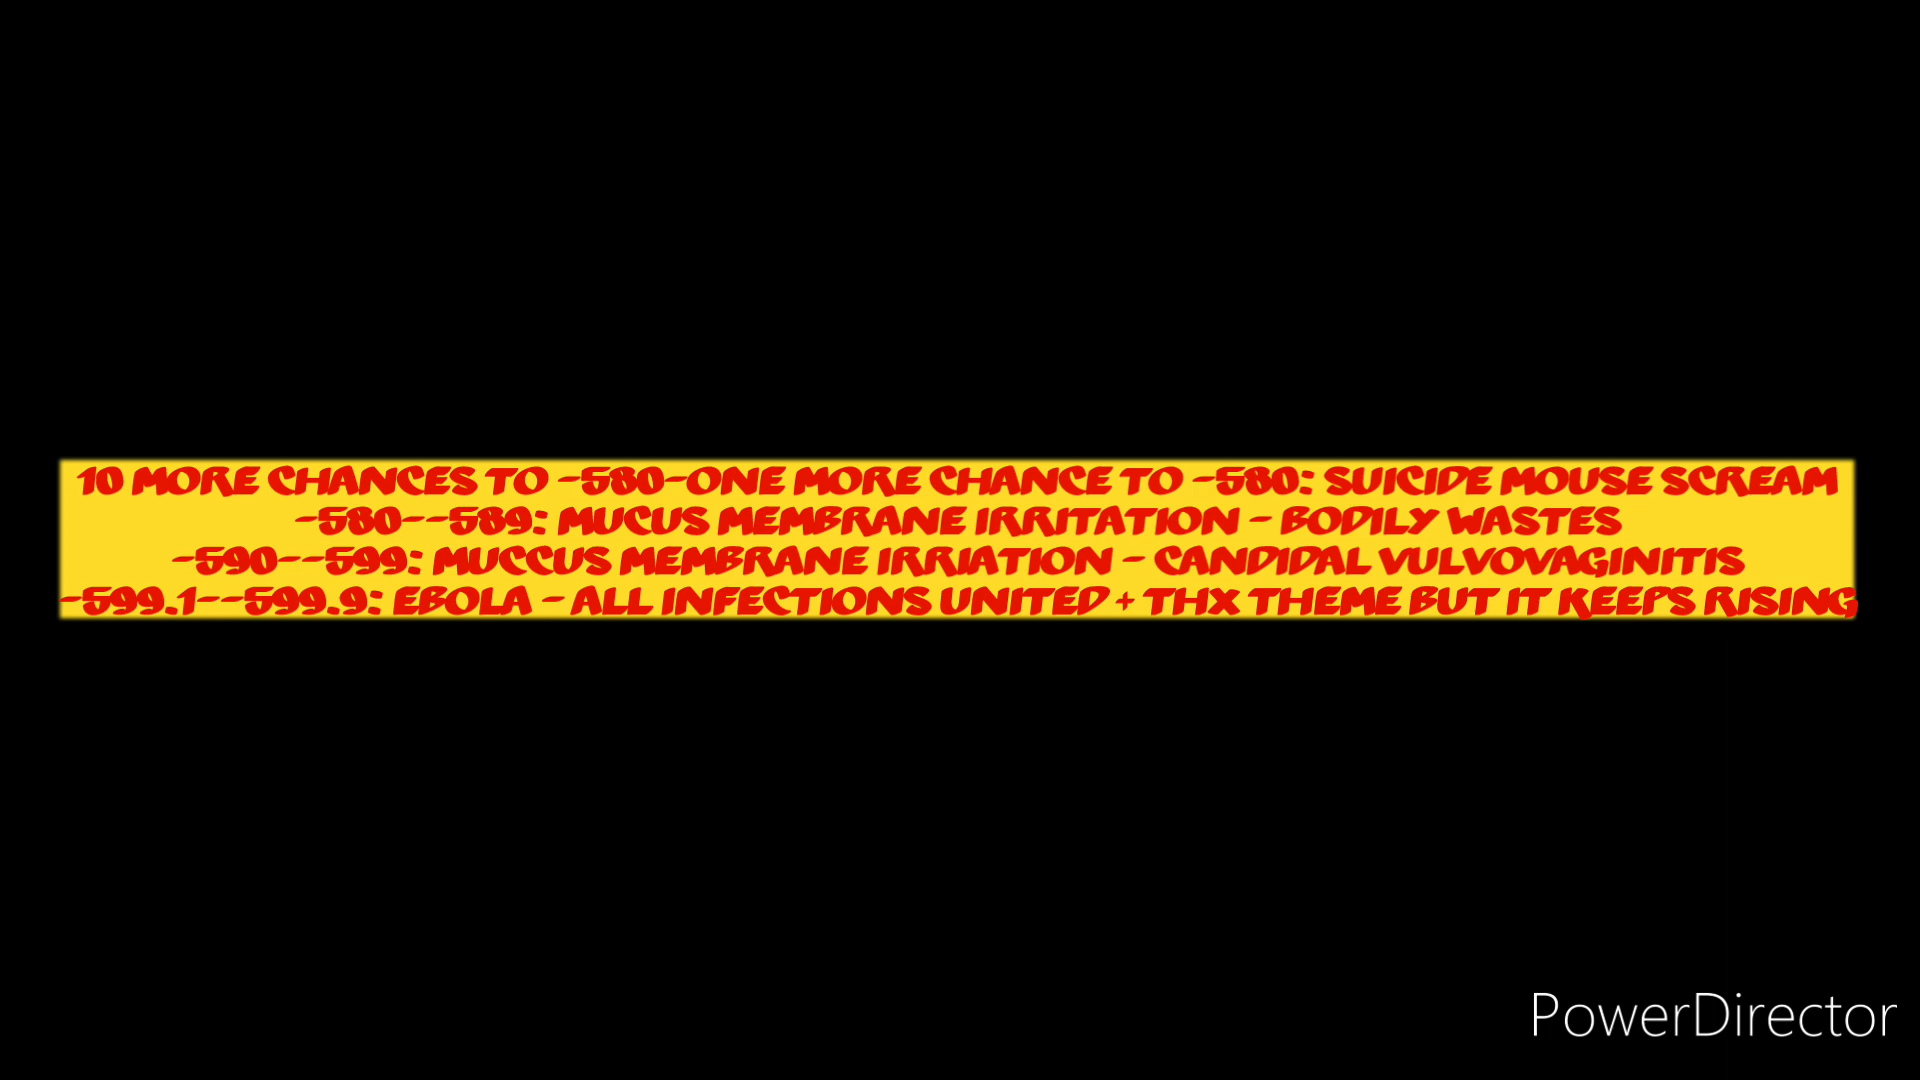 10 MORE CHANCES TO -580-ONE MORE CHANCE TO -580: SUICIDE MOUSE SCREAM
-580--589: MUCUS MEMBRANE IRRITATION - BODILY WASTES
-590--599: MUCCUS MEMBRANE IRRIATION - CANDIDAL VULVOVAGINITIS
-599.1--599.9: EBOLA - ALL INFECTIONS UNITED + THX THEME BUT IT KEEPS RISING
PowerDirector